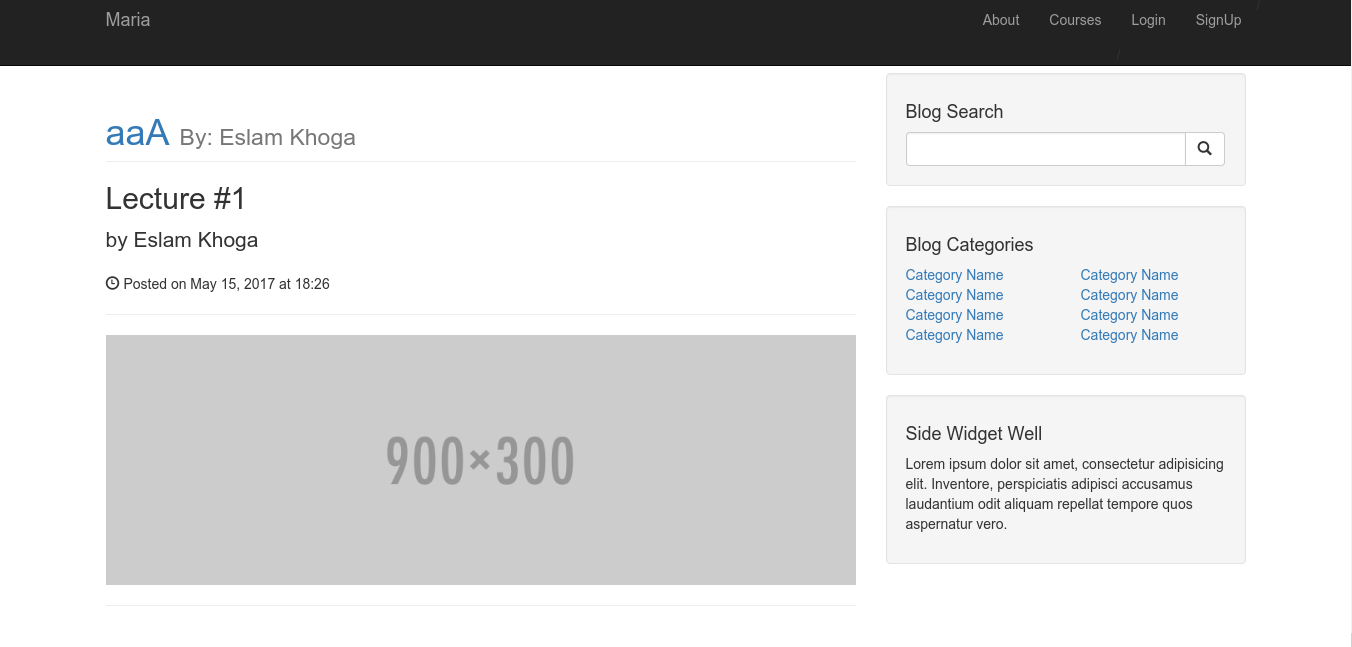 Maria
About Courses Login SignUp
/
/
aaA By: Eslam Khoga
Lecture #1
by Eslam Khoga
Posted on May 15, 2017 at 18:26
900×300
Blog Search
Blog Categories
Category Name Category Name
Category Name Category Name
Category Name Category Name
Category Name Category Name
Side Widget Well
Lorem ipsum dolor sit amet, consectetur adipisicing
elit. Inventore, perspiciatis adipisci accusamus
laudantium odit aliquam repellat tempore quos
aspernatur vero.